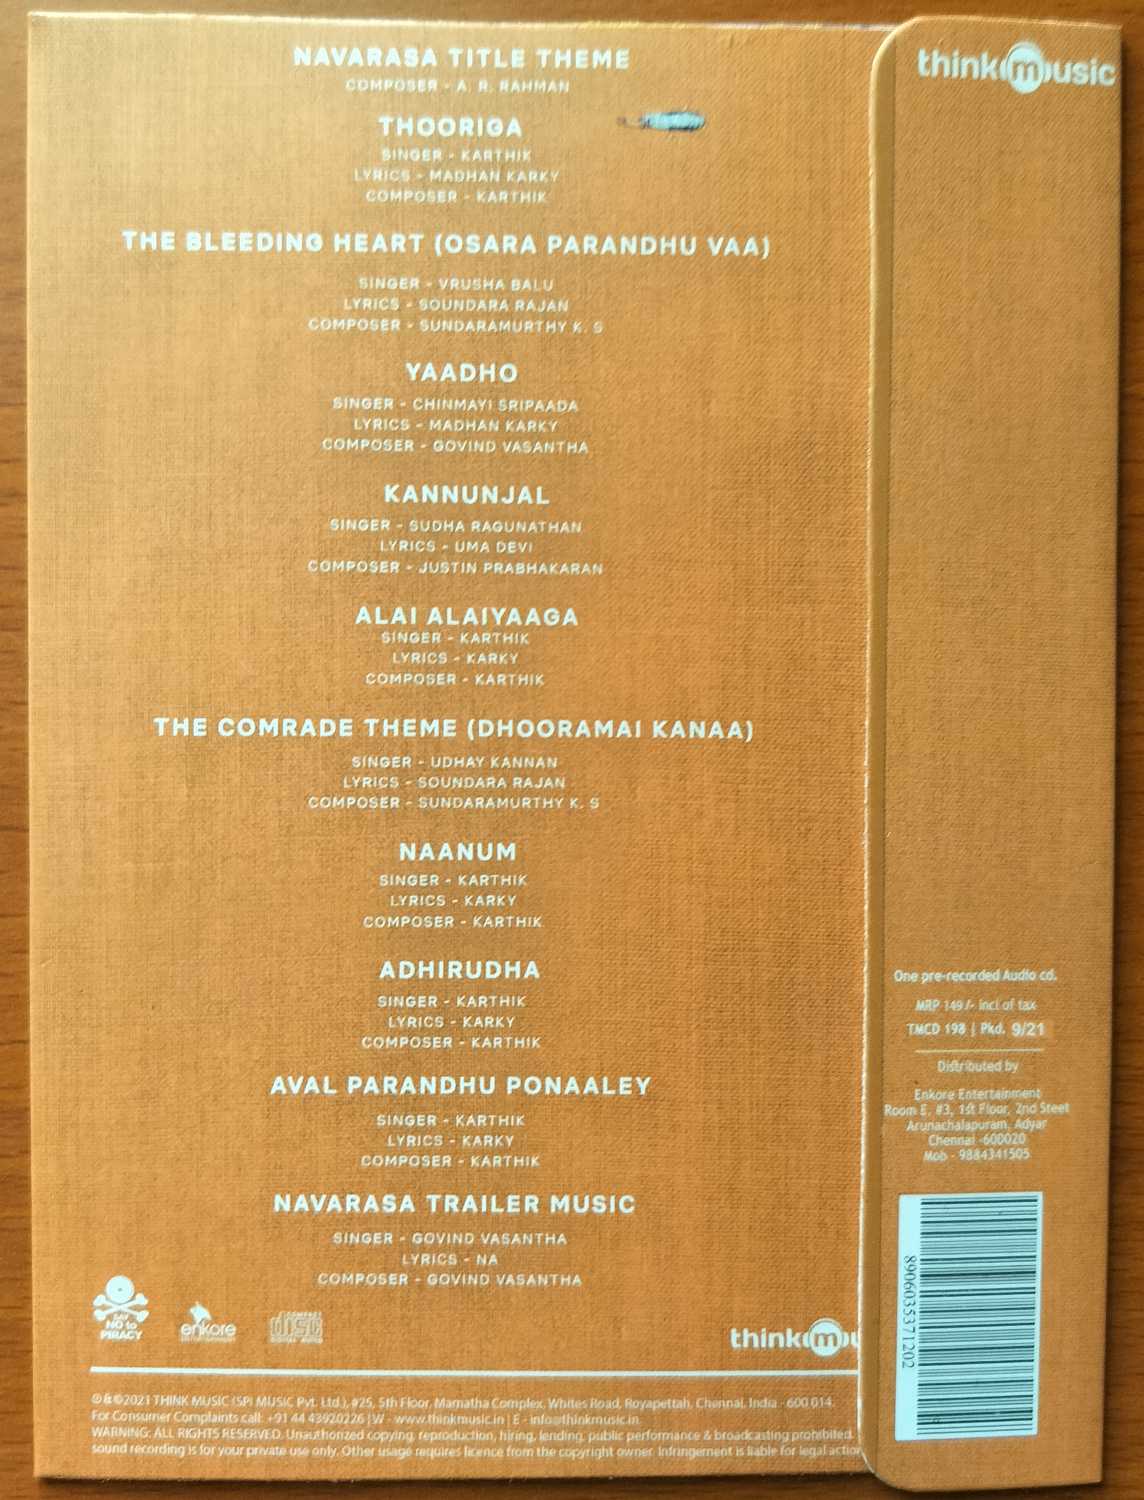 NAVARASA TITLE THEME
COMPOSER - A. R. RAHMAN
THOORIGA
SINGER - KARTHIK
LYRICS - MADHAN KARKY
COMPOSER - KARTHIK
THE BLEEDING HEART (OSARA PARANDHU VAA)
SINGER - VRUSHA BALU
LYRICS - SOUNDARA RAJAN
COMPOSER - SUNDARAMURTHY K. S
YAADHO
SINGER - CHINMAYI SRIPAADA
LYRICS - MADHAN KARKY
COMPOSER - GOVIND VASANTHA
KANNUNJAL
SINGER - SUDHA RAGUNATHAN
LYRICS - UMA DEVI
COMPOSER - JUSTIN PRABHAKARAN
ALAI ALAIYAAGA
SINGER - KARTHIK
LYRICS - KARKY
COMPOSER - KARTHIK
THE COMRADE THEME (DHOORAMAI KANAA)
SINGER - UDHAY KANNAN
LYRICS - SOUNDARA RAJAN
COMPOSER - SUNDARAMURTHY K. S
NAANUM
SINGER - KARTHIK
LYRICS - KARKY
COMPOSER - KARTHIK
ADHIRUDHA
SINGER - KARTHIK
LYRICS - KARKY
COMPOSER - KARTHIK
AVAL PARANDHU PONAALEY
SINGER - KARTHIK
LYRICS - KARKY
COMPOSER - KARTHIK
NAVARASA TRAILER MUSIC
SINGER - GOVIND VASANTHA
LYRICS - NA
COMPOSER - GOVIND VASANTHA
SAY
NO to
PIRACY
enkore
ENTERTAINMENT
COMPACT
disc
DIGITAL AUDIO
think mu
℗ & ©2021 THINK MUSIC (SPI MUSIC Pvt. Ltd.), #25, 5th Floor, Mamatha Complex, Whites Road, Royapettah, Chennai, India - 600 014.
For Consumer Complaints call: +91 44 43920226 | W - www.thinkmusic.in | E - info@thinkmusic.in.
WARNING: ALL RIGHTS RESERVED. Unauthorized copying, reproduction, hiring, lending, public performance & broadcasting prohibited.
sound recording is for your private use only. Other usage requires licence from the copyright owner. Infringement is liable for legal action
think music
One pre-recorded Audio cd.
MRP 149/- incl of tax
TMCD 198 | Pkd. 9/21
Distributed by
Enkore Entertainment
Room E, #3, 1st Floor, 2nd Steet
Arunachalapuram, Adyar
Chennai -600020
Mob - 9884341505
8906035371202